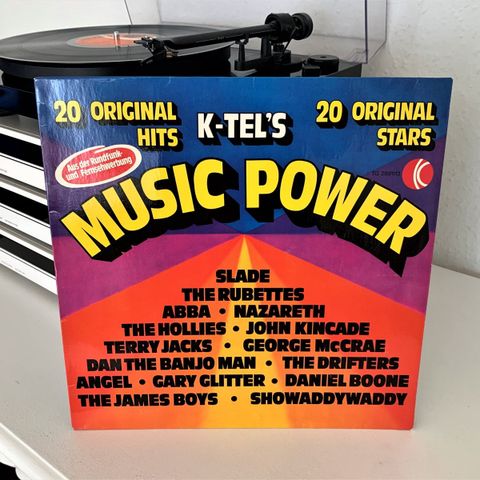 20 ORIGINAL
HITS
K-TEL'S
20 ORIGINAL
STARS
Aus der Rundfunk-
und Fernsehwerbung
K
MUSIC POWER
SLADE
THE RUBETTES
ABBA • NAZARETH
THE HOLLIES • JOHN KINCADE
TERRY JACKS • GEORGE McCRAE
DAN THE BANJO MAN • THE DRIFTERS
ANGEL • GARY GLITTER • DANIEL BOONE
THE JAMES BOYS • SHOWADDYWADDY